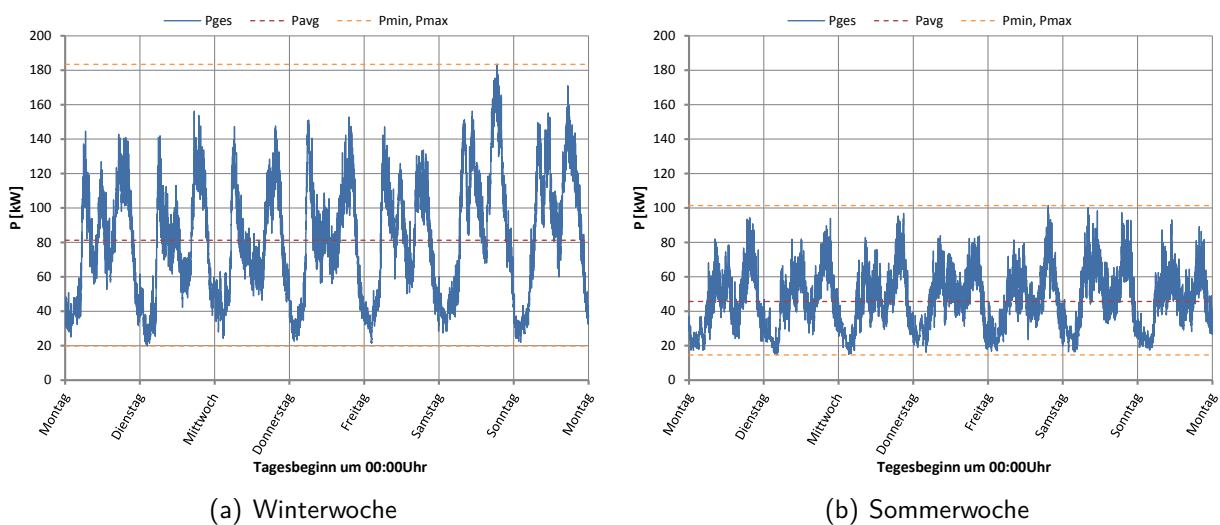 Pges Pavg Pmin, Pmax
200
180
160
140
120
100
80
60
40
20
0
P [kW]
Montag
Dienstag
Mittwoch
Donnerstag
Freitag
Samstag
Sonntag
Montag
Tagesbeginn um 00:00Uhr
(a) Winterwoche
Pges Pavg Pmin, Pmax
200
180
160
140
120
100
80
60
40
20
0
P [kW]
Montag
Dienstag
Mittwoch
Donnerstag
Freitag
Samstag
Sonntag
Montag
Tegesbeginn um 00:00Uhr
(b) Sommerwoche